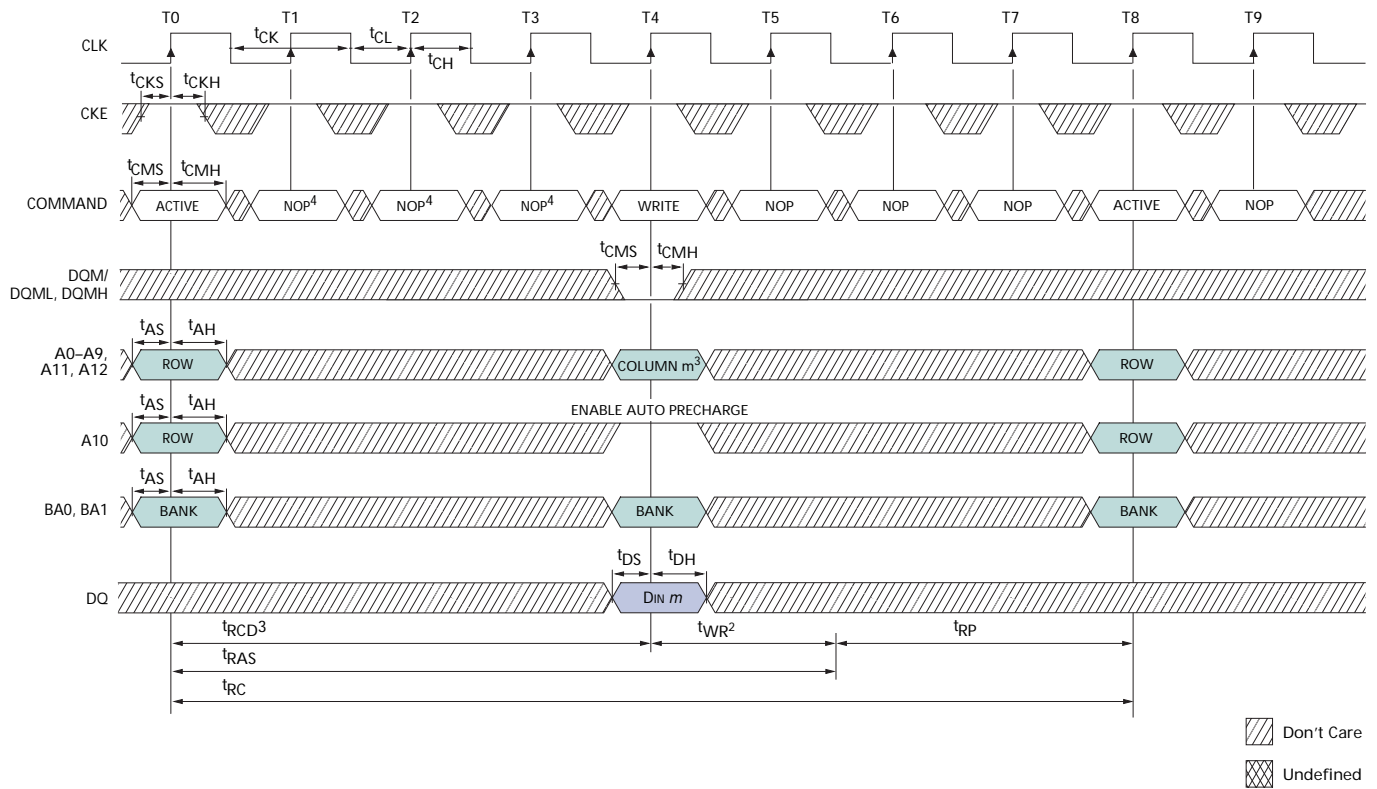 T0 T1 T2 T3 T4 T5 T6 T7 T8 T9
CLK
tCK tCL
tCH
tCKS tCKH
CKE
tCMS tCMH
COMMAND ACTIVE NOP4 NOP4 NOP4 WRITE NOP NOP NOP ACTIVE NOP
tCMS tCMH
DQM/
DQML, DQMH
tAS tAH
A0–A9,
A11, A12
ROW COLUMN m3 ROW
tAS tAH
ENABLE AUTO PRECHARGE
A10 ROW ROW
tAS tAH
BA0, BA1 BANK BANK BANK
tDS tDH
DQ DIN m
tRCD3 tWR2 tRP
tRAS
tRC
Don't Care
Undefined